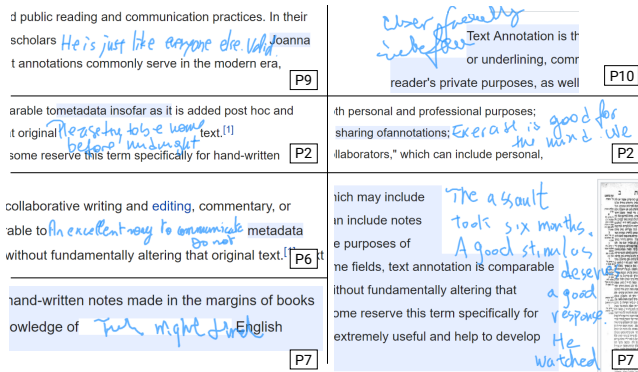 d public reading and communication practices. In their
scholars He is just like everyone else. Valid Joanna
t annotations commonly serve in the modern era,
P9
User friendly
interface
Text Annotation is th
or underlining, comm
reader's private purposes, as well
P10
arable to metadata insofar as it is added post hoc and
t original Please try to be home text.[1]
before midnight
some reserve this term specifically for hand-written
P2
th personal and professional purposes;
sharing ofannotations; Exercise is good for
the mind. We
llaborators," which can include personal,
P2
collaborative writing and editing, commentary, or
rable to An excellent way to communicate metadata
Do not
without fundamentally altering that original text.[
xt
P6
hand-written notes made in the margins of books
owledge of might English
P7
hich may include
an include notes
e purposes of
me fields, text annotation is comparable
ithout fundamentally altering that
ome reserve this term specifically for
extremely useful and help to develop
The assault
took six months.
A good stimulus
deserves
a good
response
He
watched
P7